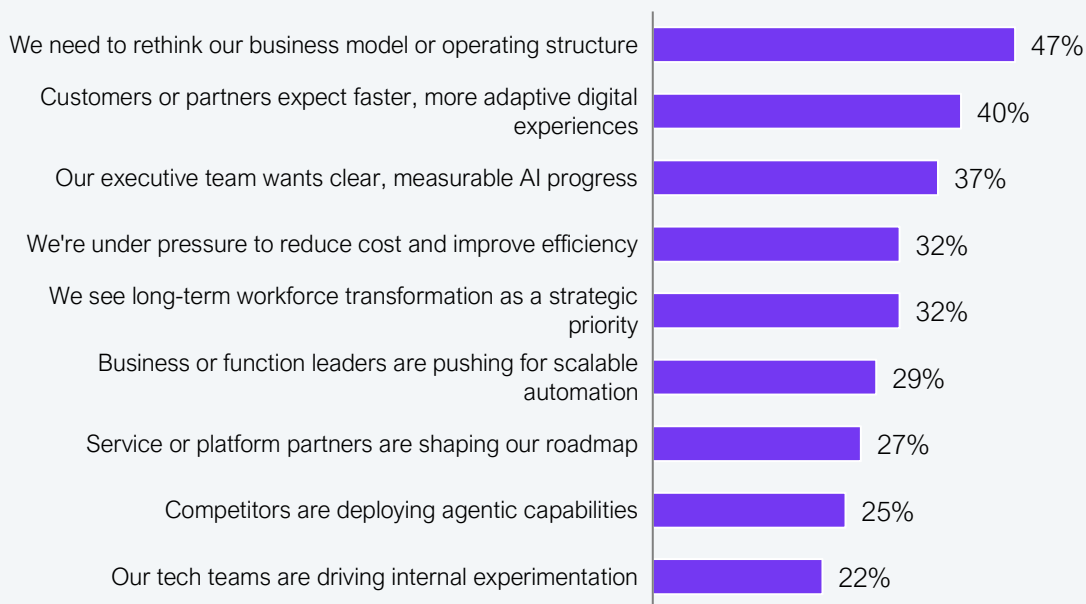 We need to rethink our business model or operating structure 47%
Customers or partners expect faster, more adaptive digital
experiences 40%
Our executive team wants clear, measurable AI progress 37%
We're under pressure to reduce cost and improve efficiency 32%
We see long-term workforce transformation as a strategic
priority 32%
Business or function leaders are pushing for scalable
automation 29%
Service or platform partners are shaping our roadmap 27%
Competitors are deploying agentic capabilities 25%
Our tech teams are driving internal experimentation 22%